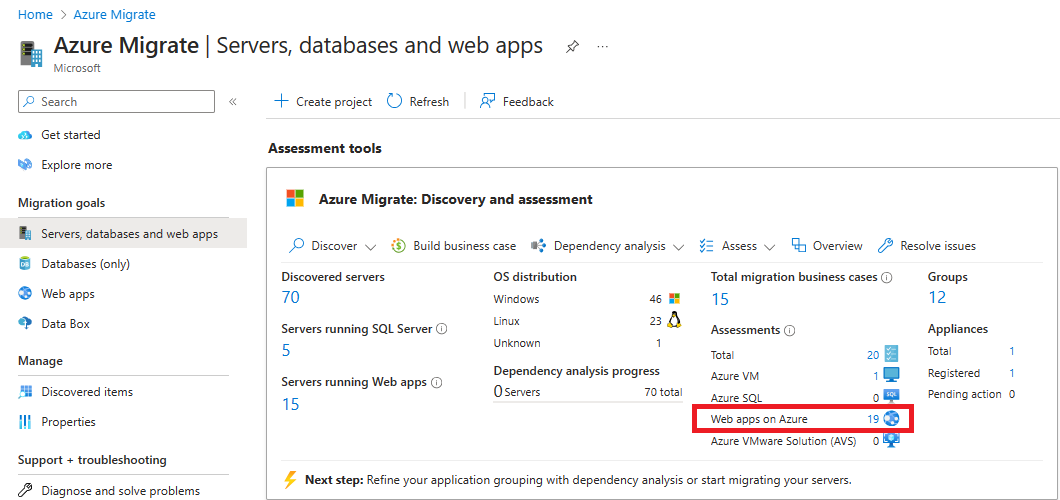 Home > Azure Migrate
Azure Migrate | Servers, databases and web apps ...
Microsoft
Search «
Get started
Explore more
Migration goals
Servers, databases and web apps
Databases (only)
Web apps
Data Box
Manage
Discovered items
Properties
Support + troubleshooting
Diagnose and solve problems
Create project Refresh Feedback
Assessment tools
Azure Migrate: Discovery and assessment
Discover Build business case Dependency analysis Assess Overview Resolve issues
Discovered servers
70
Servers running SQL Server
5
Servers running Web apps
15
OS distribution
Windows 46
Linux 23
Unknown 1
Dependency analysis progress
0 Servers 70 total
Total migration business cases
15
Assessments
Total 20
Azure VM 1
Azure SQL 0 SQL
Web apps on Azure 19
Azure VMware Solution (AVS) 0
Groups
12
Appliances
Total 1
Registered 1
Pending action 0
Next step: Refine your application grouping with dependency analysis or start migrating your servers.